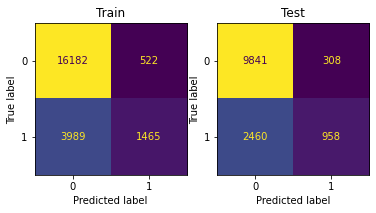 Train
True label
0
16182
522
1
3989
1465
0
1
Predicted label
Test
True label
0
9841
308
1
2460
958
0
1
Predicted label